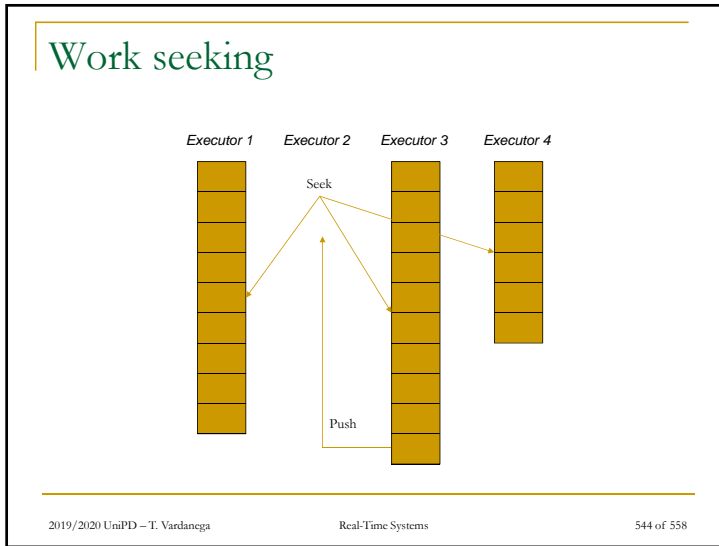 Work seeking
Executor 1 Executor 2 Executor 3 Executor 4
Seek
Push
2019/2020 UniPD – T. Vardanega Real-Time Systems 544 of 558